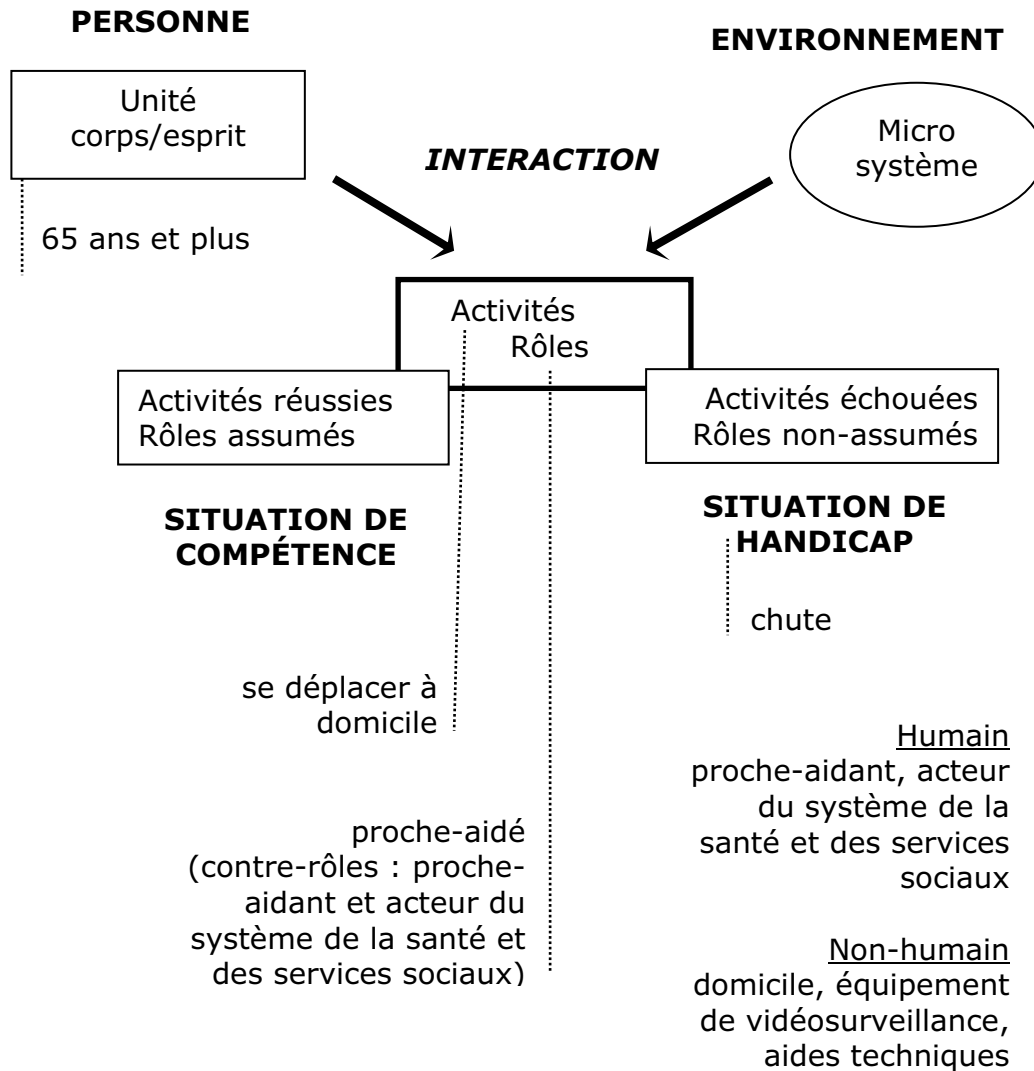 PERSONNE
ENVIRONNEMENT
Unité
corps/esprit
Micro
système
INTERACTION
65 ans et plus
Activités
Rôles
Activités réussies
Rôles assumés
Activités échouées
Rôles non-assumés
SITUATION DE
COMPÉTENCE
SITUATION DE
HANDICAP
chute
se déplacer à
domicile
proche-aidé
(contre-rôles : proche-
aidant et acteur du
système de la santé et
des services sociaux)
Humain
proche-aidant, acteur
du système de la
santé et des services
sociaux
Non-humain
domicile, équipement
de vidéosurveillance,
aides techniques